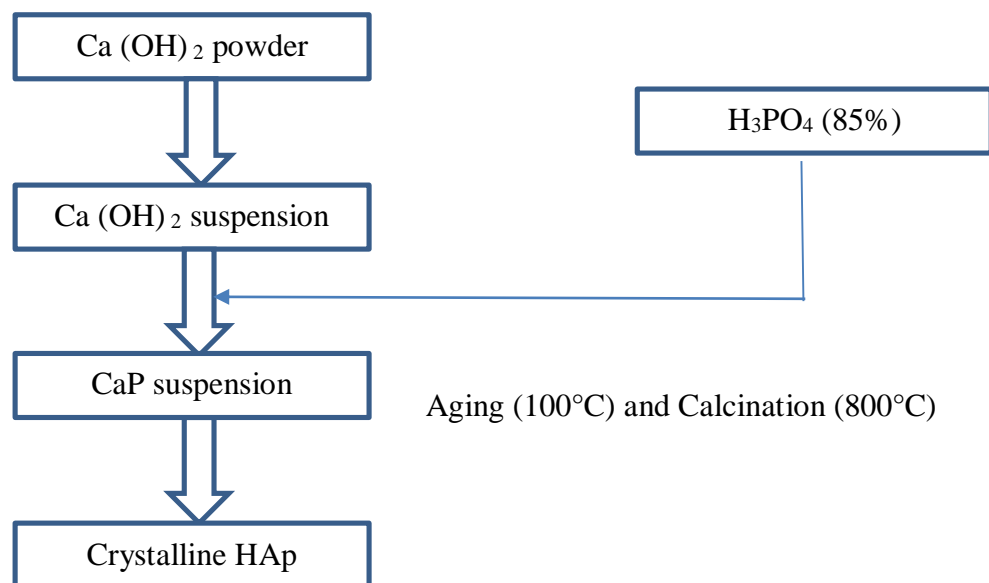 Ca (OH) ₂ powder
H₃PO₄ (85%)
Ca (OH) ₂ suspension
CaP suspension
Aging (100°C) and Calcination (800°C)
Crystalline HAp